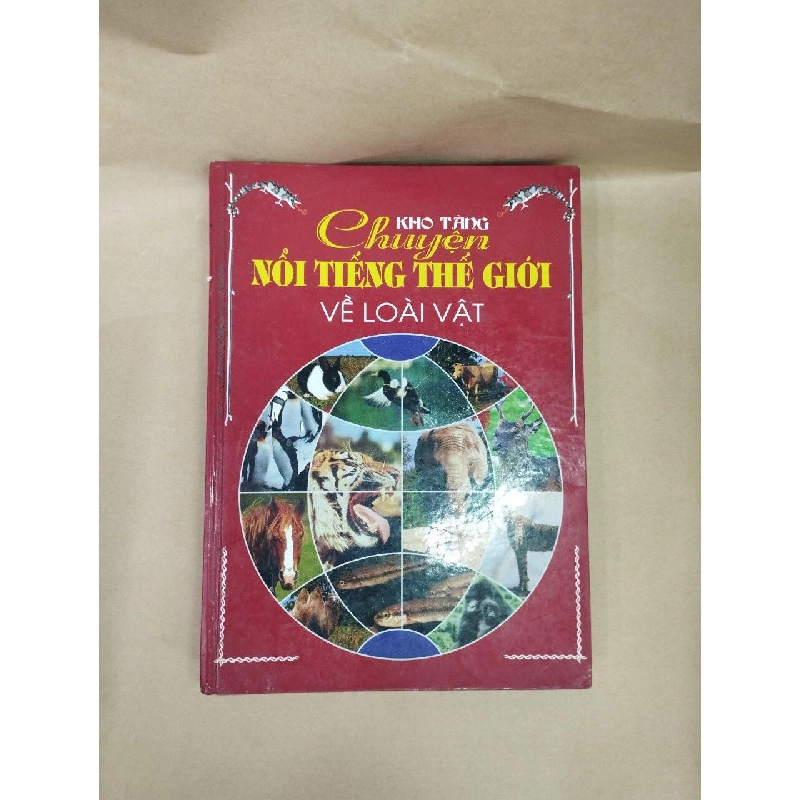 KHO TÀNG
Chuyện
NỔI TIẾNG THẾ GIỚI
VỀ LOÀI VẬT